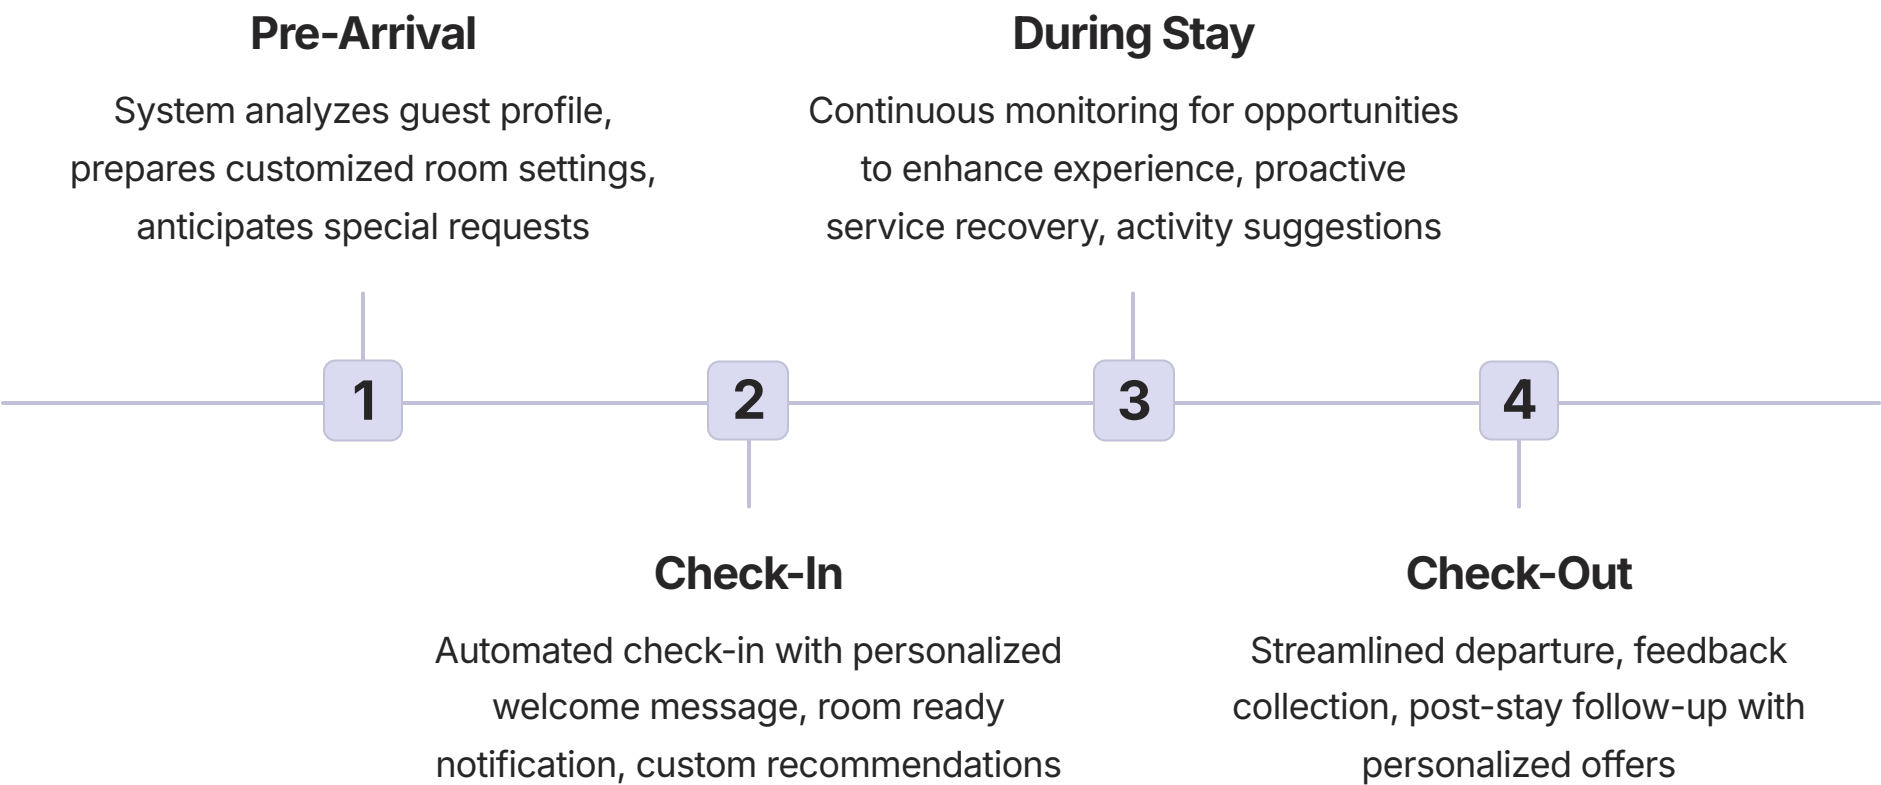 Pre-Arrival
System analyzes guest profile,
prepares customized room settings,
anticipates special requests
During Stay
Continuous monitoring for opportunities
to enhance experience, proactive
service recovery, activity suggestions
1
2
3
4
Check-In
Automated check-in with personalized
welcome message, room ready
notification, custom recommendations
Check-Out
Streamlined departure, feedback
collection, post-stay follow-up with
personalized offers